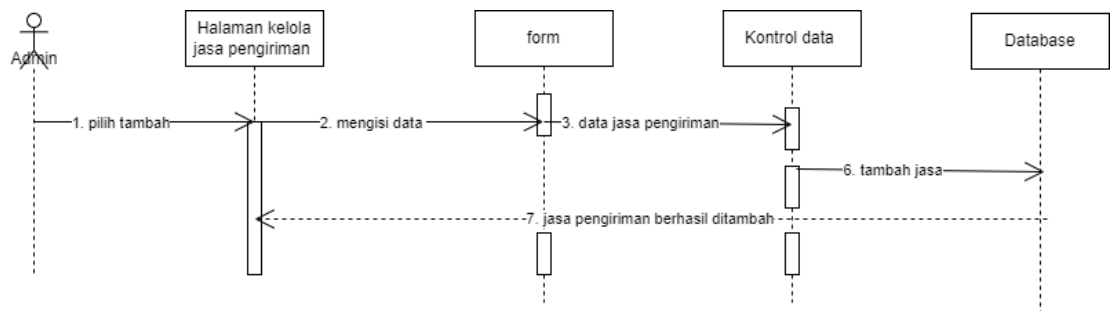 Admin
Halaman kelola
jasa pengiriman
form
Kontrol data
Database
1. pilih tambah
2. mengisi data
3. data jasa pengiriman
6. tambah jasa
7. jasa pengiriman berhasil ditambah